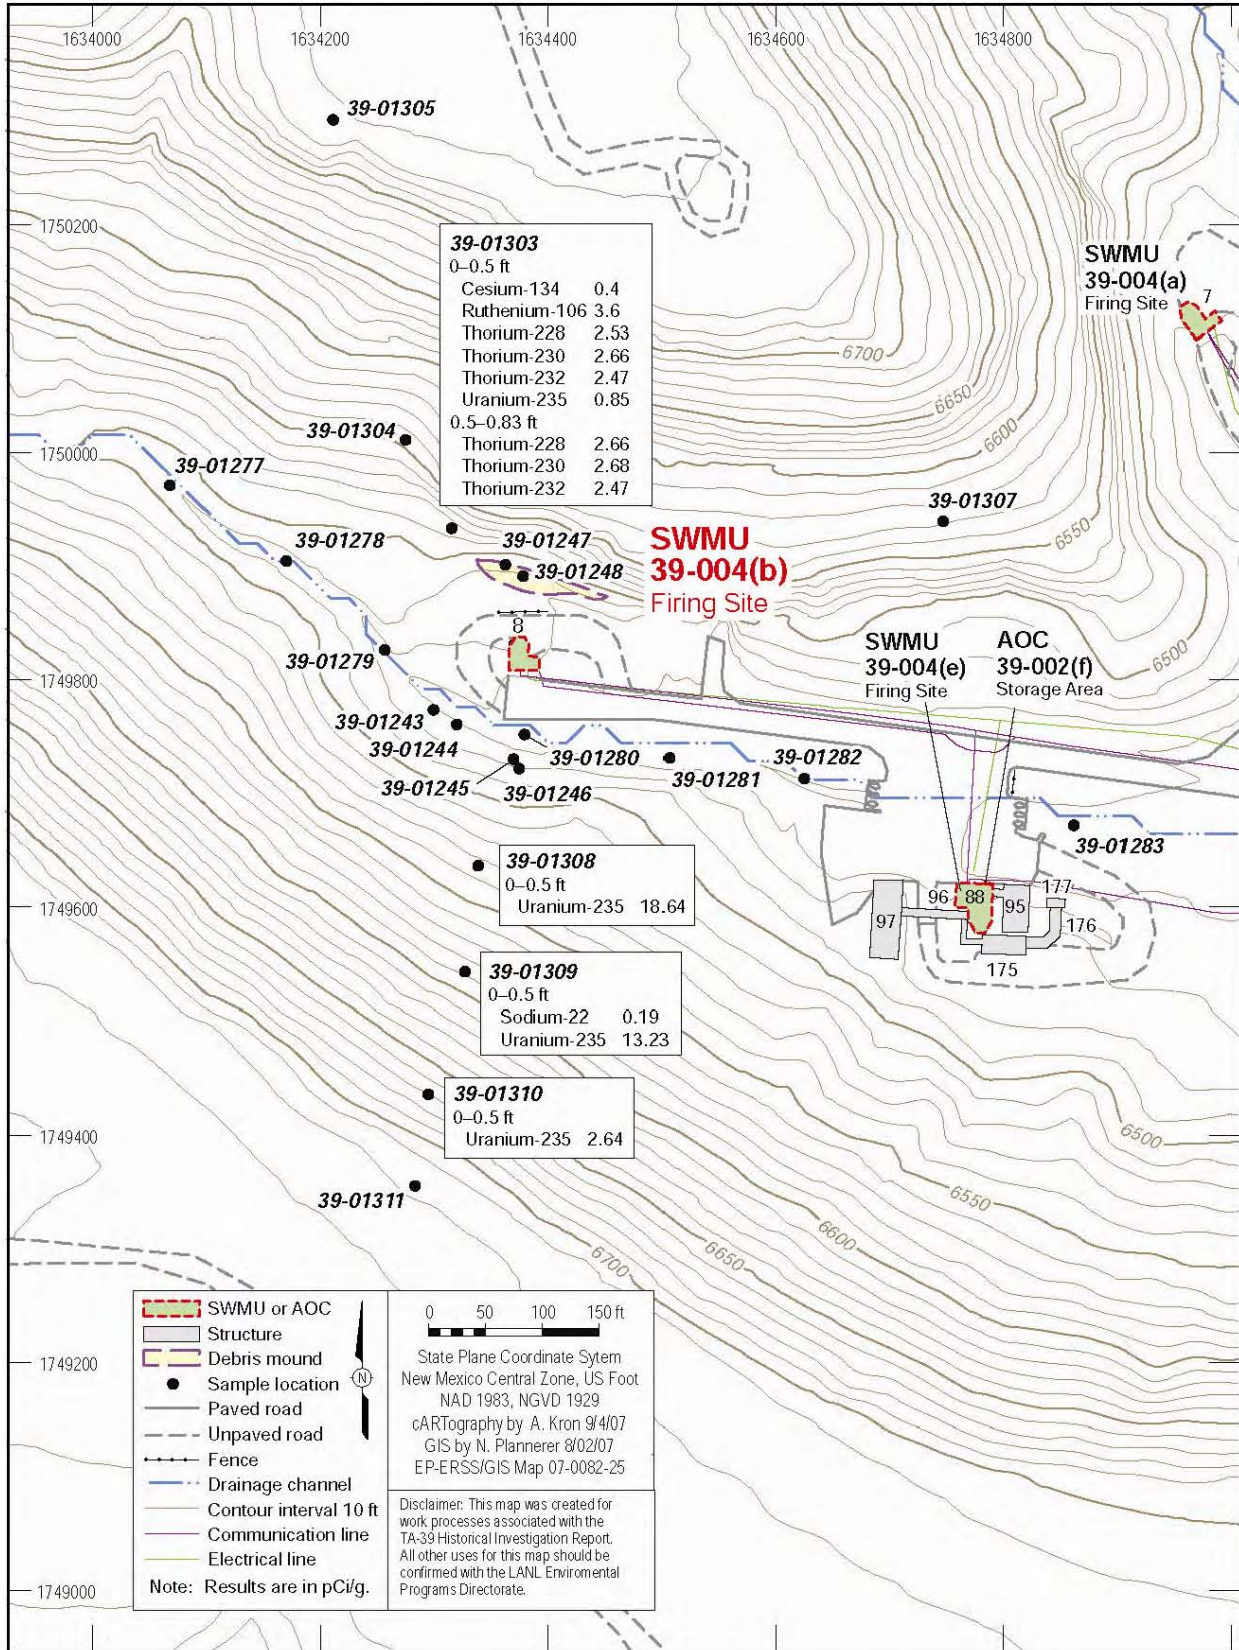 1634000
1634200
1634400
1634600
1634800
39-01305
1750200
39-01303
0–0.5 ft
Cesium-134 0.4
Ruthenium-106 3.6
Thorium-228 2.53
Thorium-230 2.66
Thorium-232 2.47
Uranium-235 0.85
0.5–0.83 ft
Thorium-228 2.66
Thorium-230 2.68
Thorium-232 2.47
SWMU
39-004(a)
Firing Site
7
6700
6650
6600
6550
6500
39-01304
1750000
39-01277
39-01307
39-01278
39-01247
39-01248
SWMU
39-004(b)
Firing Site
8
39-01279
SWMU
39-004(e)
Firing Site
AOC
39-002(f)
Storage Area
1749800
39-01243
39-01244
39-01245
39-01246
39-01280
39-01281
39-01282
39-01283
39-01308
0–0.5 ft
Uranium-235 18.64
1749600
96
88
95
177
97
176
175
39-01309
0–0.5 ft
Sodium-22 0.19
Uranium-235 13.23
39-01310
0–0.5 ft
Uranium-235 2.64
1749400
6500
6550
6600
6650
6700
39-01311
SWMU or AOC
Structure
Debris mound
Sample location
Paved road
Unpaved road
Fence
Drainage channel
Contour interval 10 ft
Communication line
Electrical line
Note: Results are in pCi/g.
N
0 50 100 150 ft
State Plane Coordinate Sytem
New Mexico Central Zone, US Foot
NAD 1983, NGVD 1929
cARTography by A. Kron 9/4/07
GIS by N. Plannerer 8/02/07
EP-ERSS/GIS Map 07-0082-25
Disclaimer: This map was created for
work processes associated with the
TA-39 Historical Investigation Report.
All other uses for this map should be
confirmed with the LANL Enviromental
Programs Directorate.
1749200
1749000